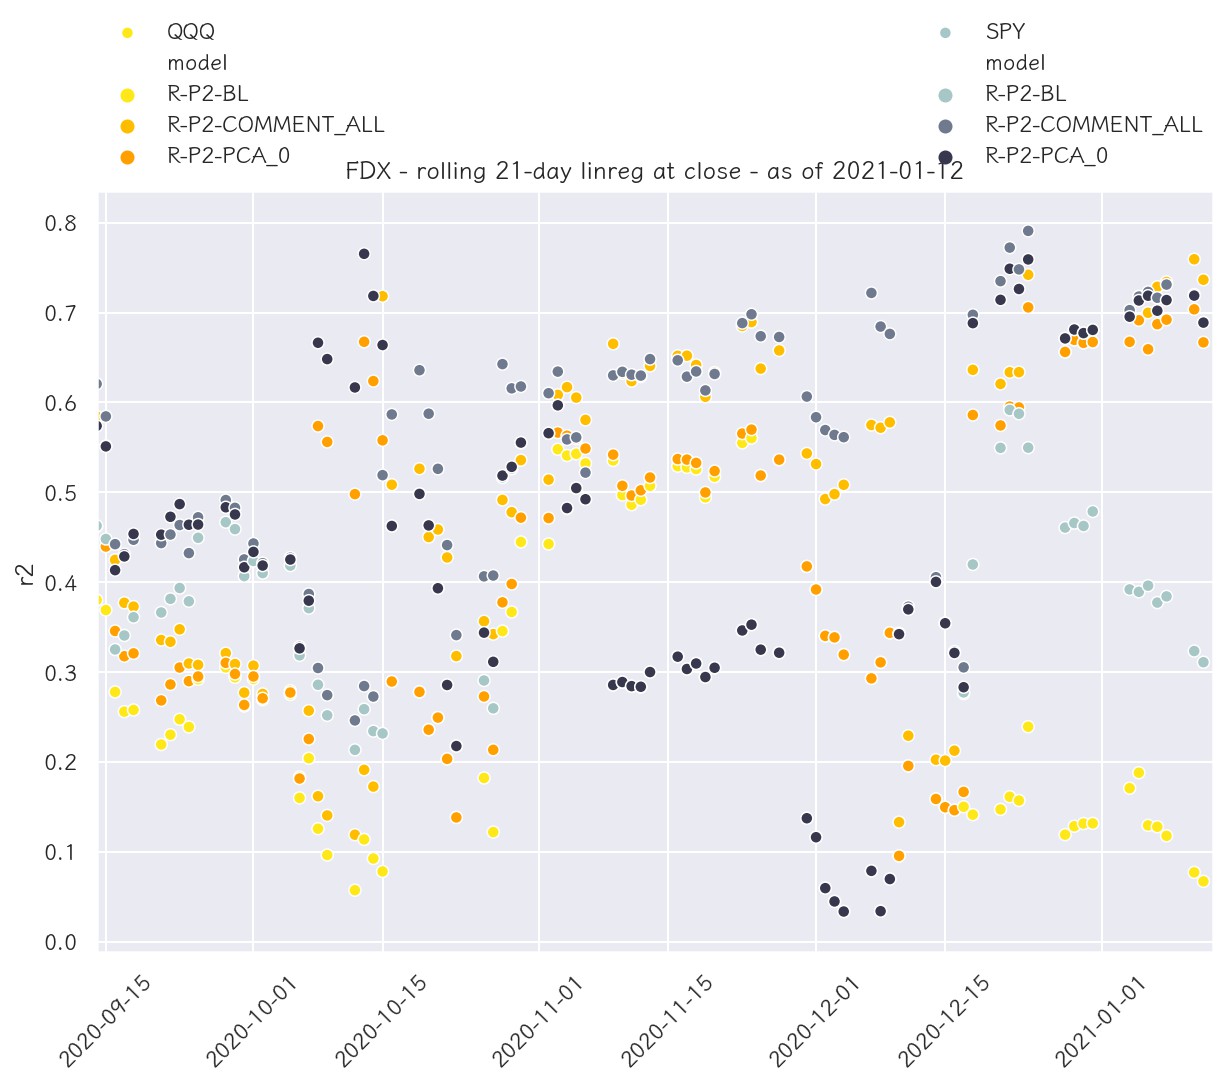 QQQ
model
R-P2-BL
R-P2-COMMENT_ALL
R-P2-PCA_0
SPY
model
R-P2-BL
R-P2-COMMENT_ALL
R-P2-PCA_0
FDX - rolling 21-day linreg at close - as of 2021-01-12
0.8
0.7
0.6
0.5
0.4
0.3
0.2
0.1
0.0
r2
2020-09-15
2020-10-01
2020-10-15
2020-11-01
2020-11-15
2020-12-01
2020-12-15
2021-01-01